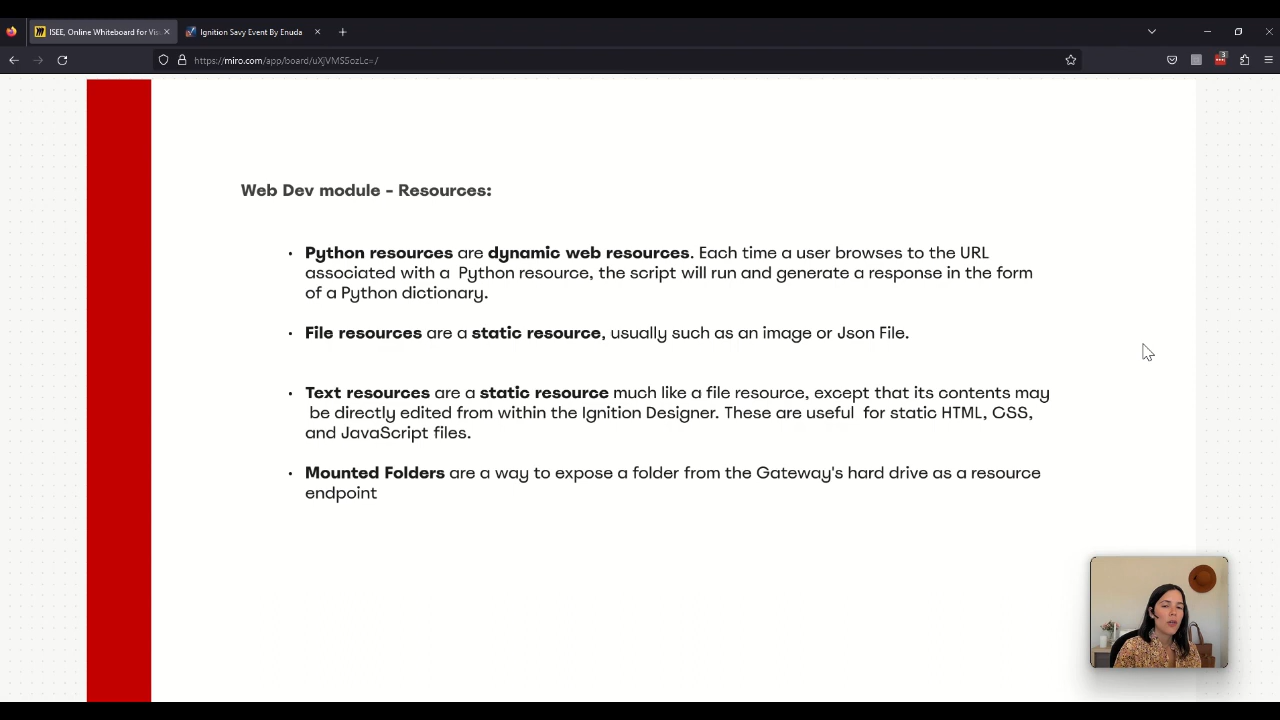 ISEE, Online Whiteboard for Vis
Ignition Savy Event By Enuda
https://miro.com/app/board/uXjVMS5ozLc=/
3
Web Dev module - Resources:
• Python resources are dynamic web resources. Each time a user browses to the URL
associated with a Python resource, the script will run and generate a response in the form
of a Python dictionary.
• File resources are a static resource, usually such as an image or Json File.
• Text resources are a static resource much like a file resource, except that its contents may
be directly edited from within the Ignition Designer. These are useful for static HTML, CSS,
and JavaScript files.
• Mounted Folders are a way to expose a folder from the Gateway's hard drive as a resource
endpoint